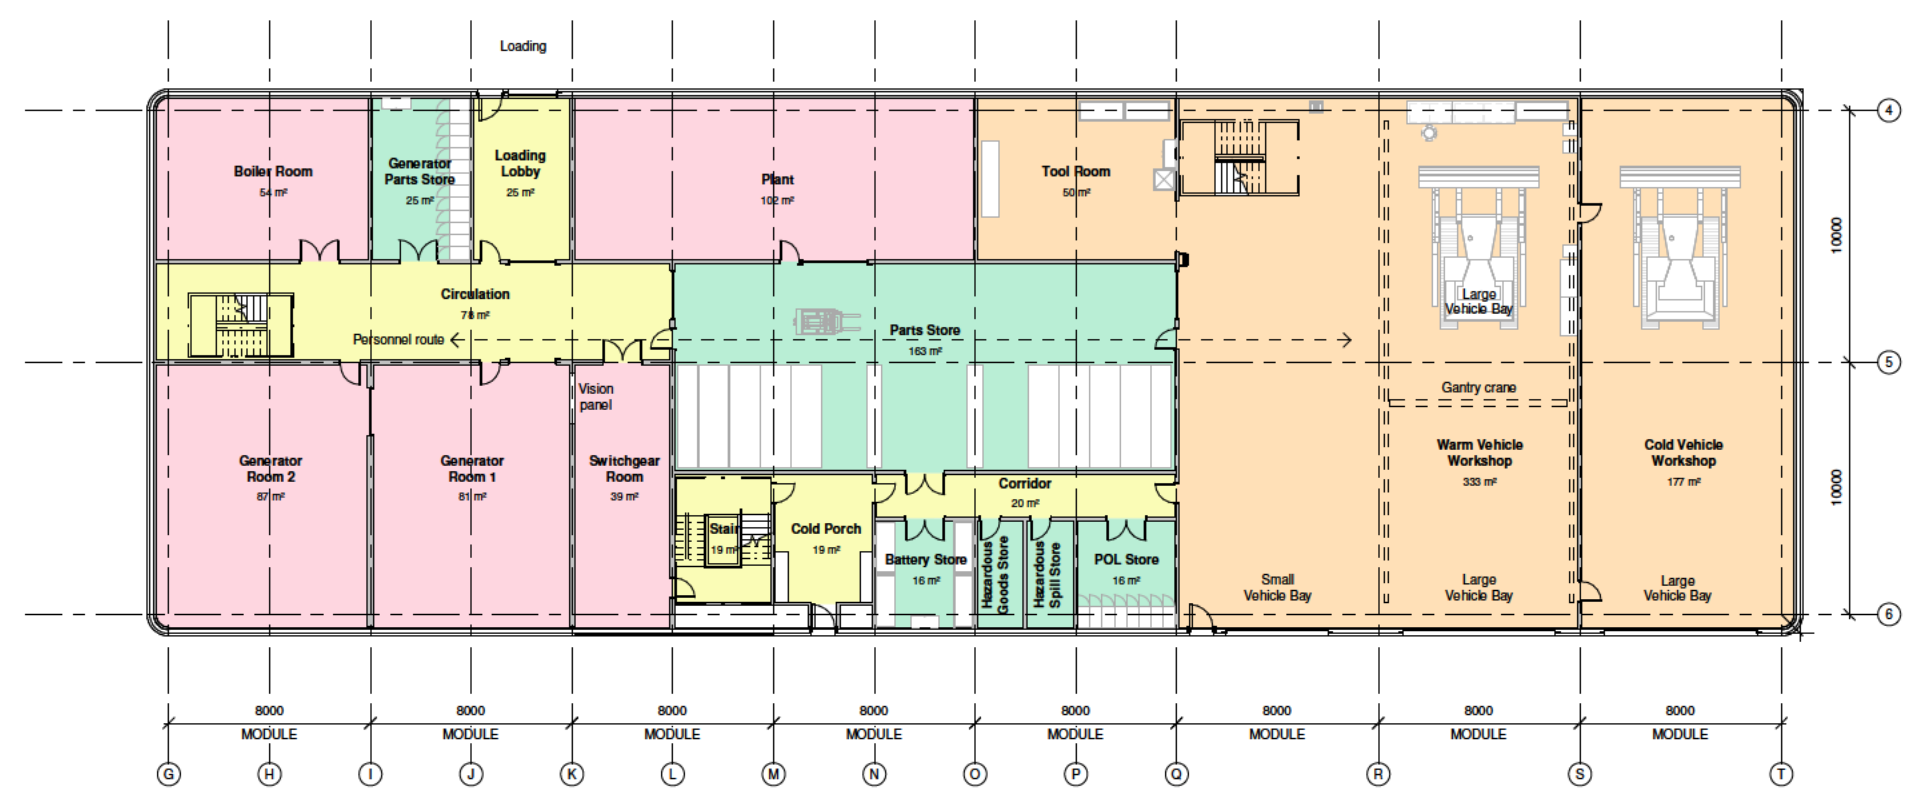 Loading
4
Boiler Room
54 m²
Generator
Parts Store
25 m²
Loading
Lobby
25 m²
Plant
102 m²
Tool Room
50 m²
10000
Circulation
Personnel route
Parts Store
163 m²
Large
Vehicle Bay
5
Vision
panel
Gantry crane
Generator
Room 2
87 m²
Generator
Room 1
81 m²
Switchgear
Room
39 m²
Warm Vehicle
Workshop
333 m²
Cold Vehicle
Workshop
177 m²
10000
Corridor
20 m²
Stair
19 m²
Cold Porch
19 m²
Battery Store
16 m²
Hazardous
Goods Store
Hazardous
Spill Store
POL Store
16 m²
Small
Vehicle Bay
Large
Vehicle Bay
Large
Vehicle Bay
6
8000 8000 8000 8000 8000 8000 8000 8000
MODULE MODULE MODULE MODULE MODULE MODULE MODULE MODULE
G H I J K L M N O P Q R S T